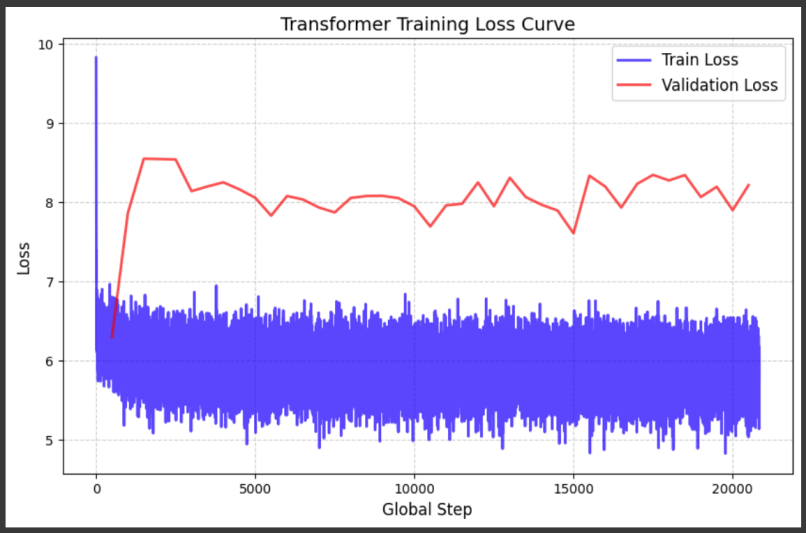 Transformer Training Loss Curve
Train Loss
Validation Loss
Loss
10
9
8
7
6
5
0
5000
10000
15000
20000
Global Step